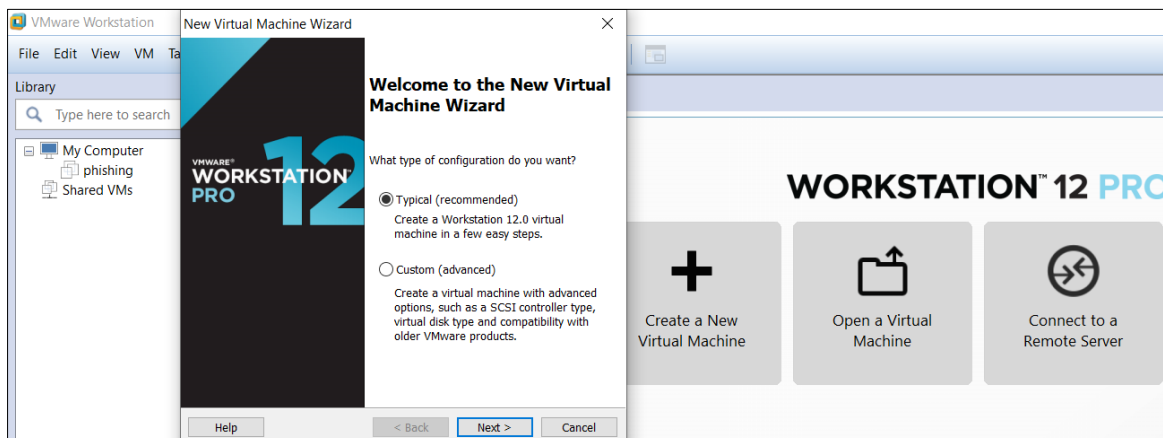 VMware Workstation
File Edit View VM Ta
Library
Type here to search
My Computer
phishing
Shared VMs
New Virtual Machine Wizard
VMWARE®
WORKSTATION™
PRO
12
Welcome to the New Virtual
Machine Wizard
What type of configuration do you want?
Typical (recommended)
Create a Workstation 12.0 virtual
machine in a few easy steps.
Custom (advanced)
Create a virtual machine with advanced
options, such as a SCSI controller type,
virtual disk type and compatibility with
older VMware products.
Help < Back Next > Cancel
WORKSTATION™ 12 PRO
Create a New
Virtual Machine
Open a Virtual
Machine
Connect to a
Remote Server